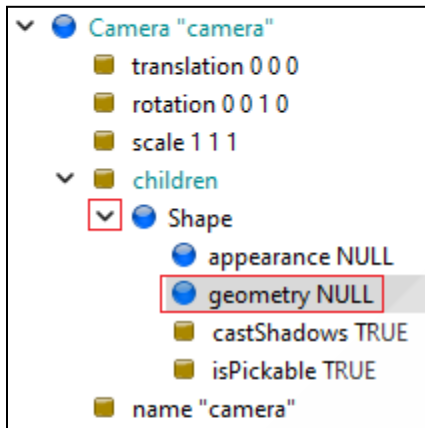 Camera "camera"
translation 0 0 0
rotation 0 0 1 0
scale 1 1 1
children
Shape
appearance NULL
geometry NULL
castShadows TRUE
isPickable TRUE
name "camera"